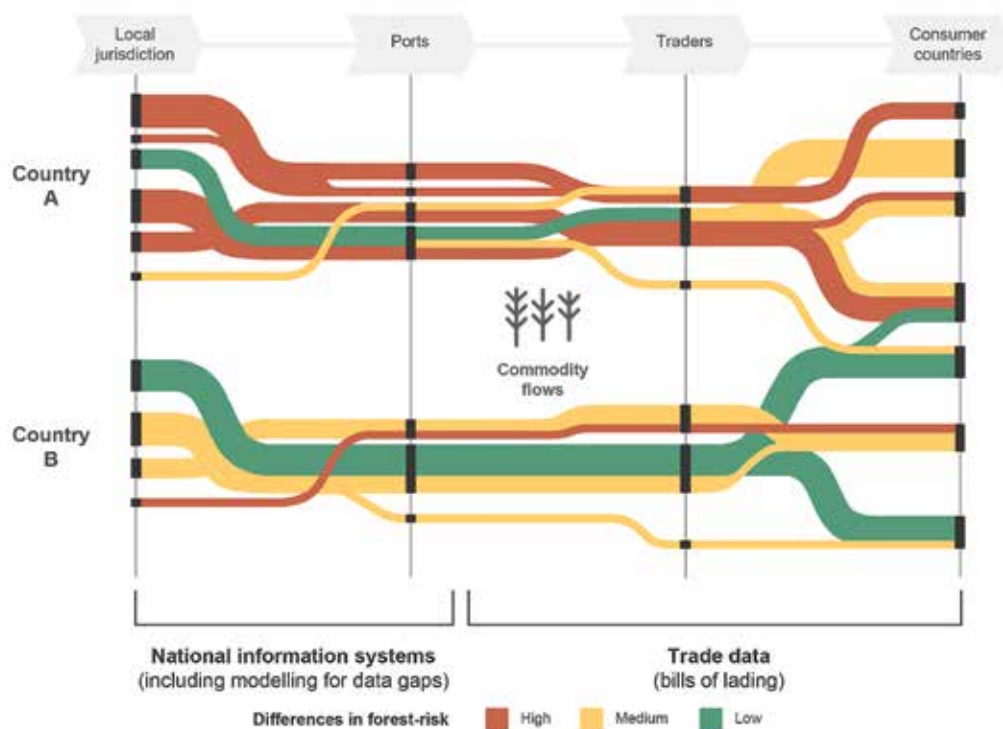 Local
jurisdiction
Ports
Traders
Consumer
countries
Country
A
Commodity
flows
Country
B
National information systems
(including modelling for data gaps)
Trade data
(bills of lading)
Differences in forest-risk
High
Medium
Low